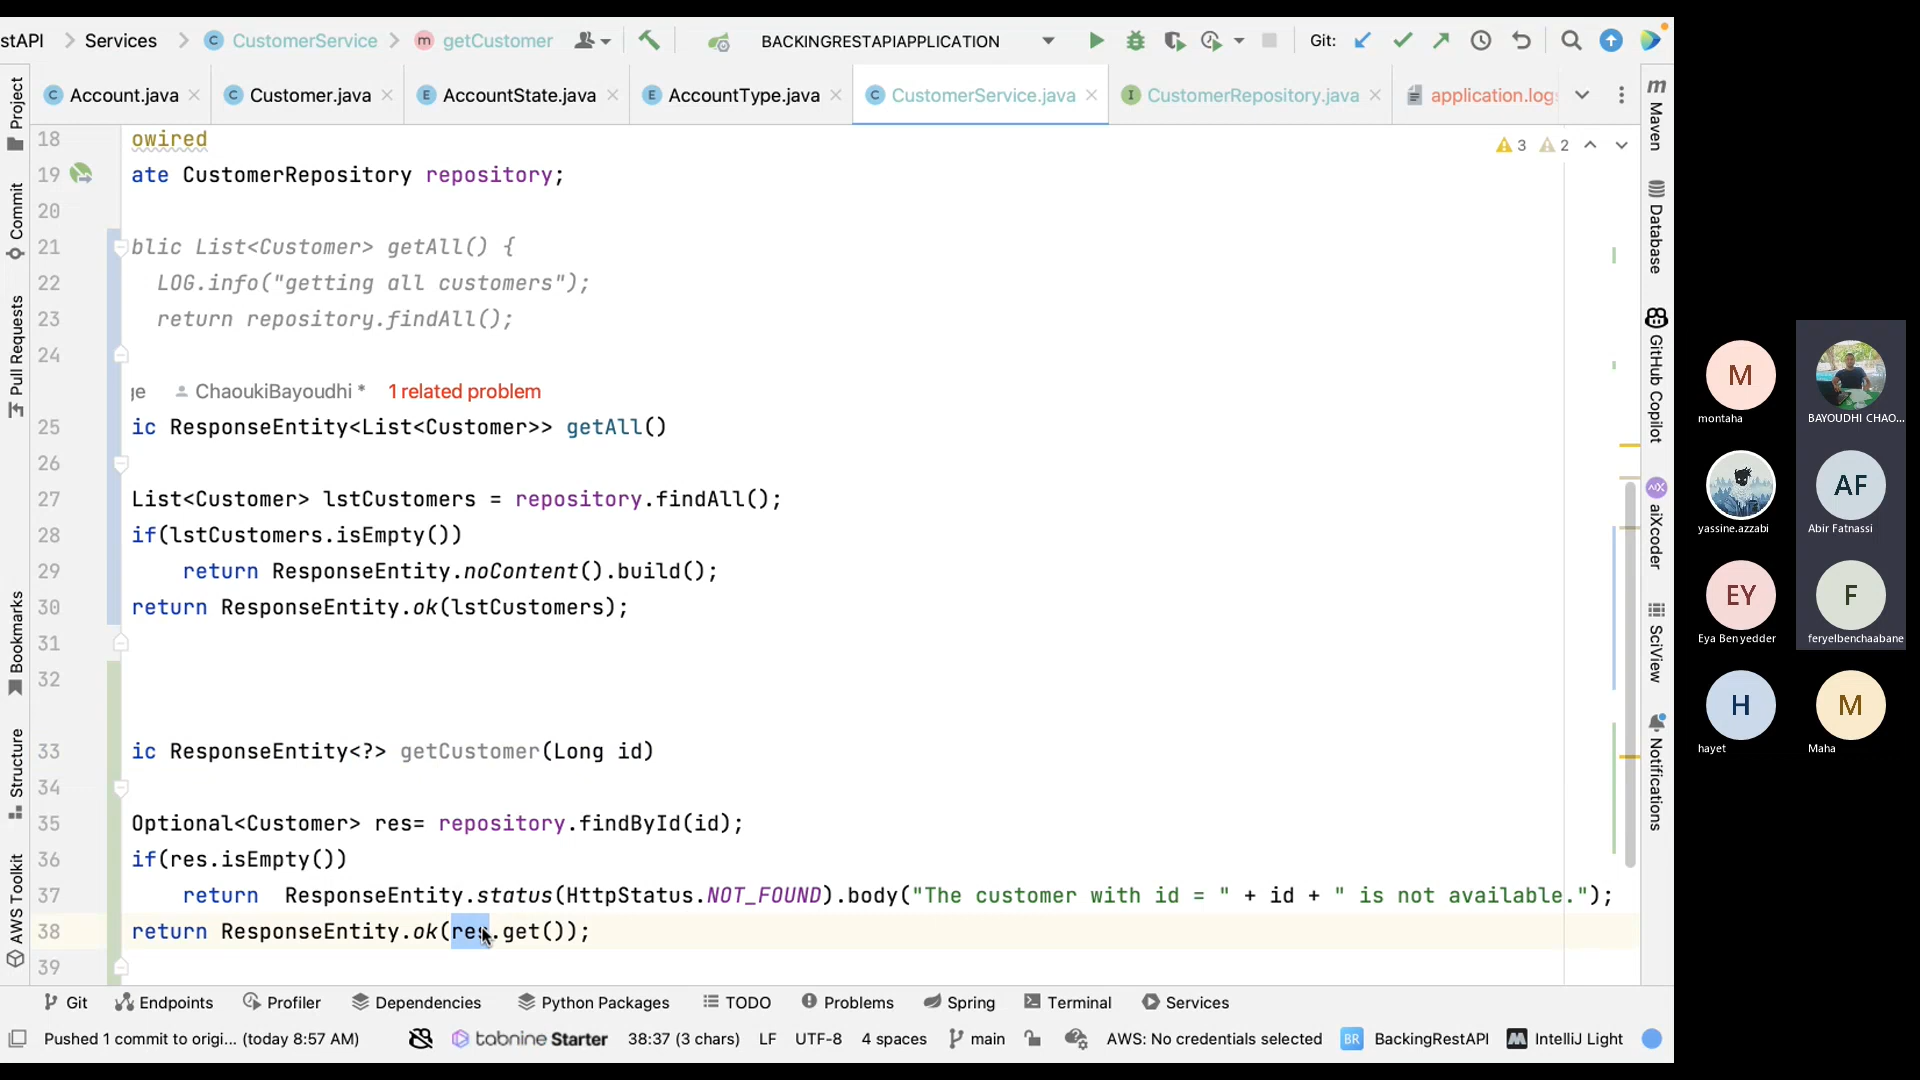 stAPI Services CustomerService getCustomer BACKINGRESTAPIAPPLICATION Git:
Account.java Customer.java AccountState.java AccountType.java CustomerService.java CustomerRepository.java application.log
Project
Commit
Pull Requests
Bookmarks
Structure
AWS Toolkit
3 2
18 owired
19 ate CustomerRepository repository;
20
21 blic List<Customer> getAll() {
22 LOG.info("getting all customers");
23 return repository.findAll();
24
ge ChaoukiBayoudhi * 1 related problem
25 ic ResponseEntity<List<Customer>> getAll()
26
27 List<Customer> lstCustomers = repository.findAll();
28 if(lstCustomers.isEmpty())
29 return ResponseEntity.noContent().build();
30 return ResponseEntity.ok(lstCustomers);
31
32
33 ic ResponseEntity<?> getCustomer(Long id)
34
35 Optional<Customer> res= repository.findById(id);
36 if(res.isEmpty())
37 return ResponseEntity.status(HttpStatus.NOT_FOUND).body("The customer with id = " + id + " is not available.");
38 return ResponseEntity.ok(res.get());
39
m Maven
Database
GitHub Copilot
aiXcoder
SciView
Notifications
Git Endpoints Profiler Dependencies Python Packages TODO Problems Spring Terminal Services
Pushed 1 commit to origi... (today 8:57 AM) tabnine Starter 38:37 (3 chars) LF UTF-8 4 spaces main AWS: No credentials selected BR BackingRestAPI IntelliJ Light
M
montaha BAYOUDHI CHAO...
AF
yassine.azzabi Abir Fatnassi
EY F
Eya Ben yedder feryelbenchaabane
H M
hayet Maha